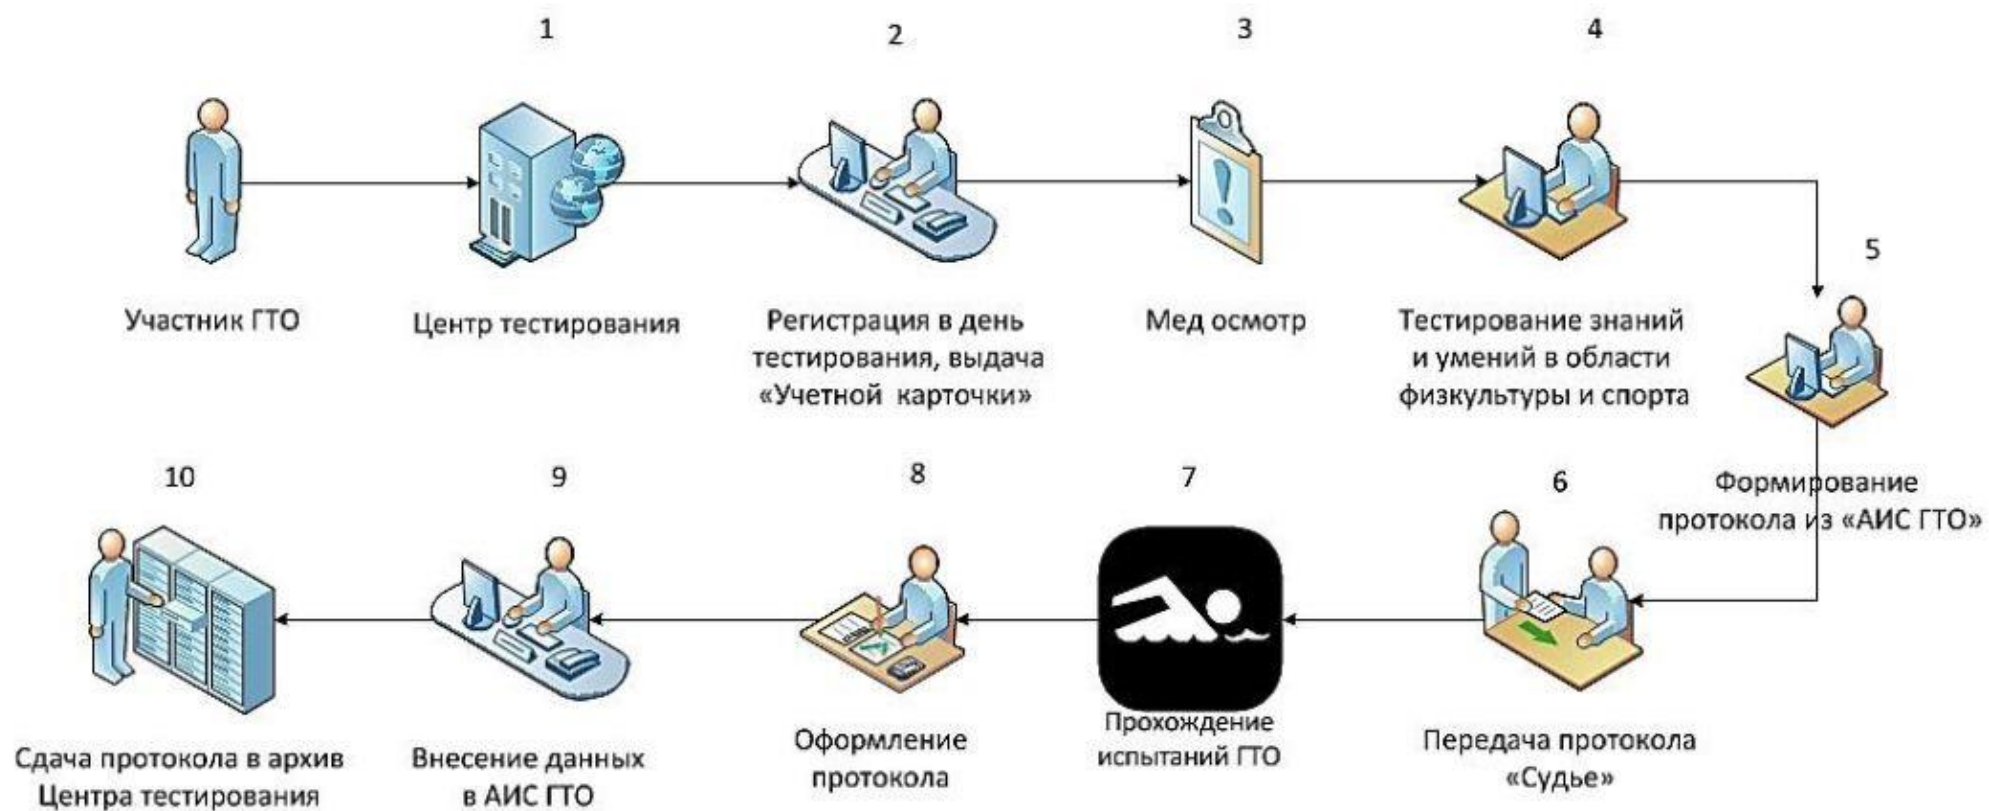 1
2
3
4
Участник ГТО
Центр тестирования
Регистрация в день
тестирования, выдача
«Учетной карточки»
Мед осмотр
Тестирование знаний
и умений в области
физкультуры и спорта
5
Формирование
протокола из «АИС ГТО»
6
Передача протокола
«Судье»
7
Прохождение
испытаний ГТО
8
Оформление
протокола
9
Внесение данных
в АИС ГТО
10
Сдача протокола в архив
Центра тестирования